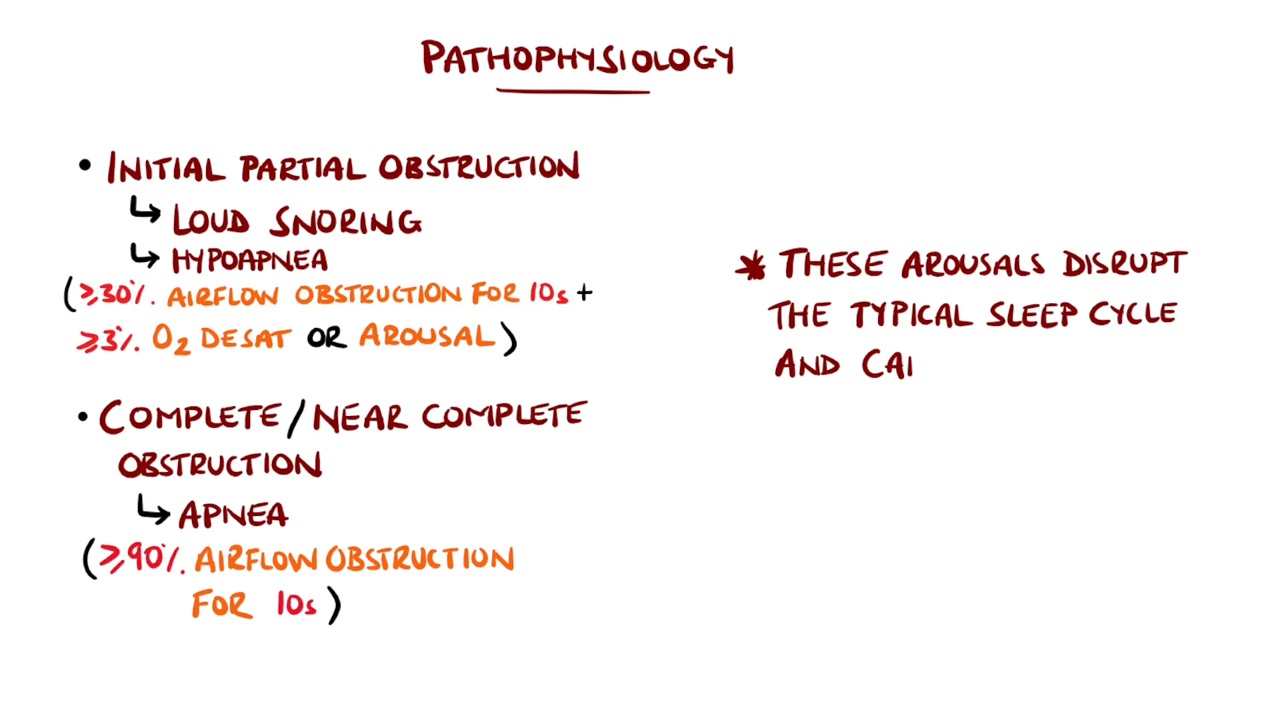 PATHOPHYSIOLOGY
• INITIAL PARTIAL OBSTRUCTION
↳ LOUD SNORING
↳ HYPOAPNEA
(≥30%. AIRFLOW OBSTRUCTION FOR 10s +
≥3%. O₂ DESAT OR AROUSAL)
• COMPLETE/NEAR COMPLETE
OBSTRUCTION
↳ APNEA
(≥90%. AIRFLOW OBSTRUCTION
FOR 10s)
* THESE AROUSALS DISRUPT
THE TYPICAL SLEEP CYCLE
AND